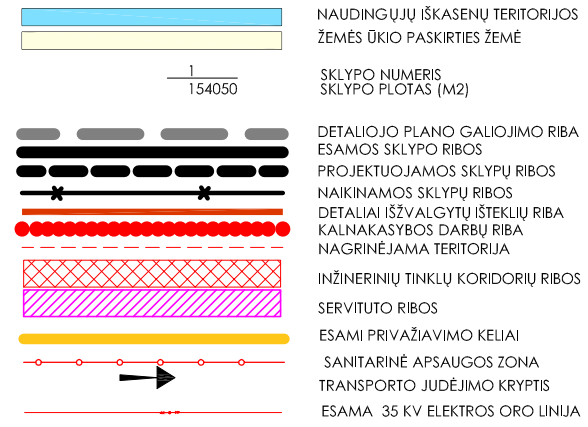 NAUDINGŲJŲ IŠKASENŲ TERITORIJOS
ŽEMĖS ŪKIO PASKIRTIES ŽEMĖ
1
154050
SKLYPO NUMERIS
SKLYPO PLOTAS (M2)
DETALIOJO PLANO GALIOJIMO RIBA
ESAMOS SKLYPO RIBOS
PROJEKTUOJAMOS SKLYPŲ RIBOS
NAIKINAMOS SKLYPŲ RIBOS
DETALIAI IŠŽVALGYTŲ IŠTEKLIŲ RIBA
KALNAKASYBOS DARBŲ RIBA
NAGRINĖJAMA TERITORIJA
INŽINERINIŲ TINKLŲ KORIDORIŲ RIBOS
SERVITUTO RIBOS
ESAMI PRIVAŽIAVIMO KELIAI
SANITARINĖ APSAUGOS ZONA
TRANSPORTO JUDĖJIMO KRYPTIS
ESAMA 35 KV ELEKTROS ORO LINIJA